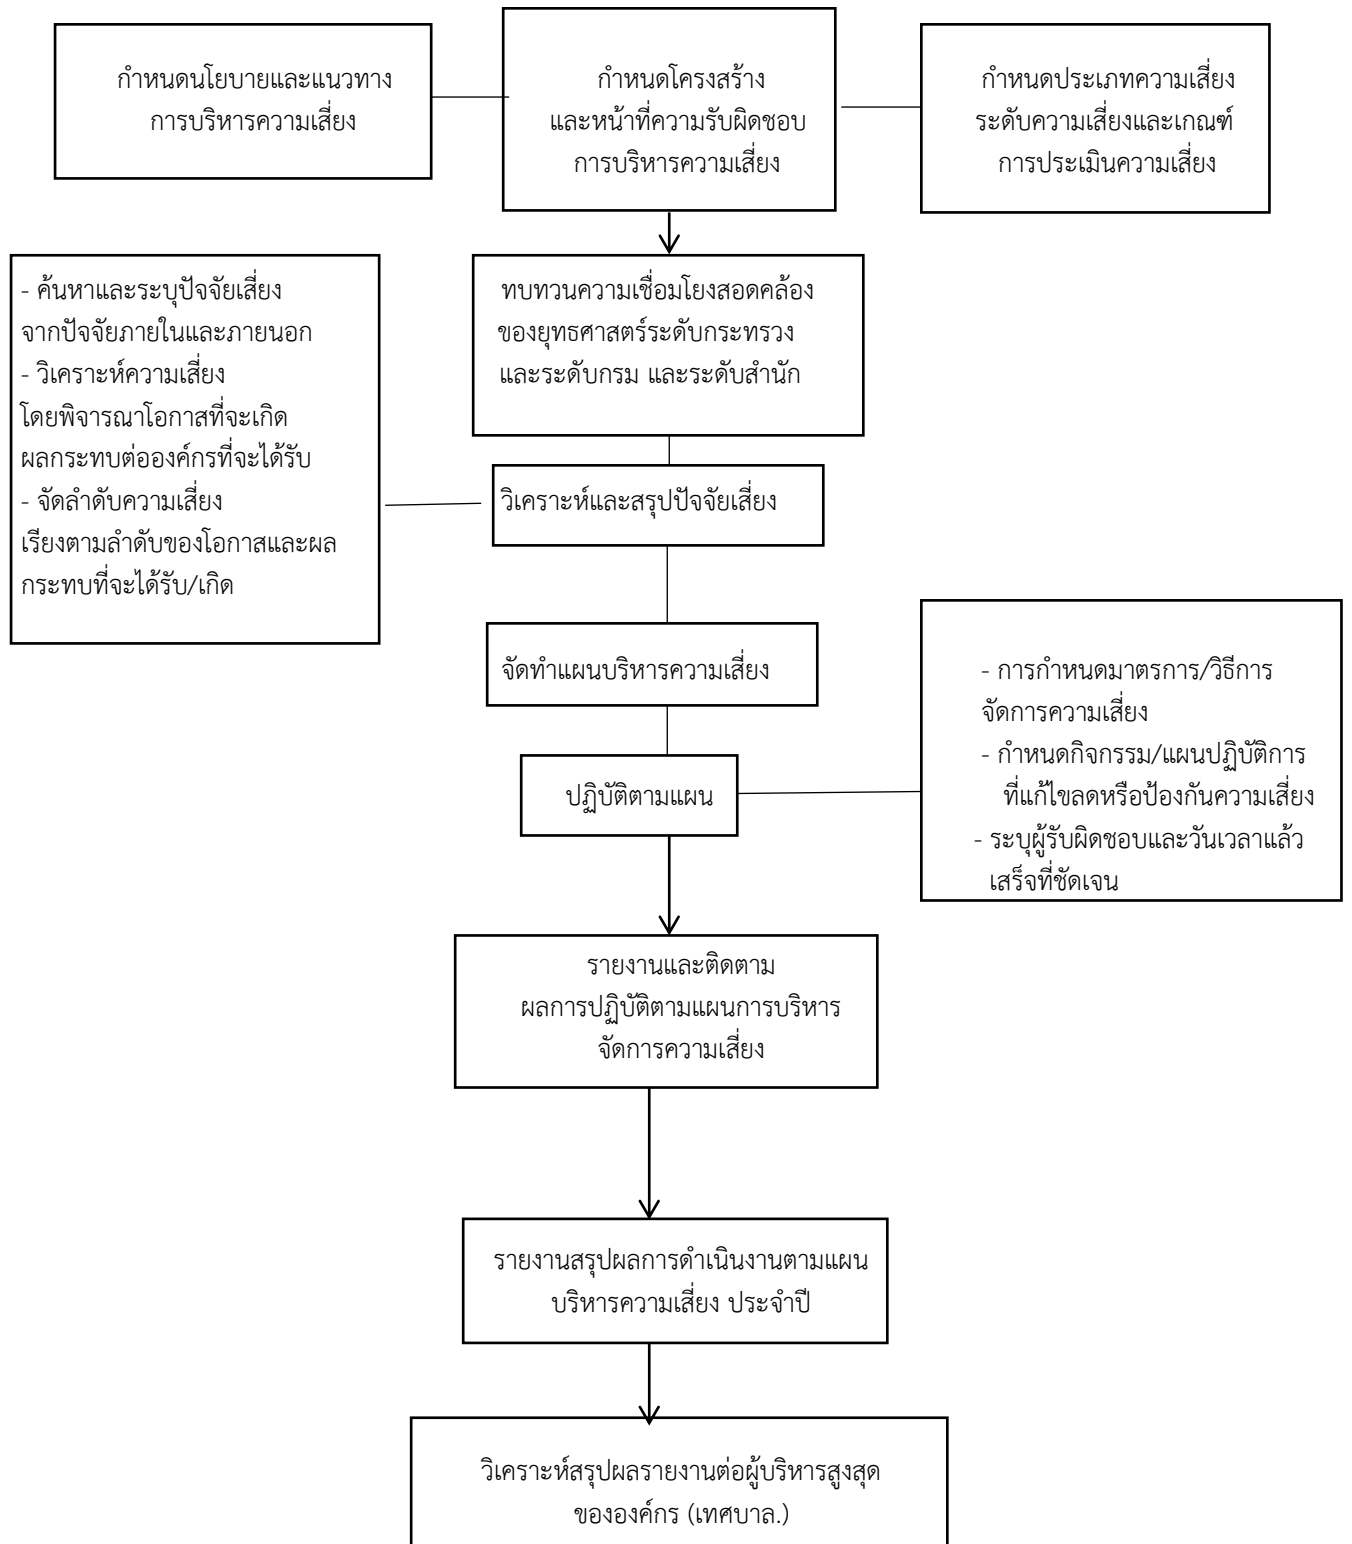 กำหนดนโยบายและแนวทาง
การบริหารความเสี่ยง
กำหนดโครงสร้าง
และหน้าที่ความรับผิดชอบ
การบริหารความเสี่ยง
กำหนดประเภทความเสี่ยง
ระดับความเสี่ยงและเกณฑ์
การประเมินความเสี่ยง
- ค้นหาและระบุปัจจัยเสี่ยง
จากปัจจัยภายในและภายนอก
- วิเคราะห์ความเสี่ยง
โดยพิจารณาโอกาสที่จะเกิด
ผลกระทบต่อองค์กรที่จะได้รับ
- จัดลำดับความเสี่ยง
เรียงตามลำดับของโอกาสและผล
กระทบที่จะได้รับ/เกิด
ทบทวนความเชื่อมโยงสอดคล้อง
ของยุทธศาสตร์ระดับกระทรวง
และระดับกรม และระดับสำนัก
วิเคราะห์และสรุปปัจจัยเสี่ยง
จัดทำแผนบริหารความเสี่ยง
ปฏิบัติตามแผน
- การกำหนดมาตรการ/วิธีการ
จัดการความเสี่ยง
- กำหนดกิจกรรม/แผนปฏิบัติการ
ที่แก้ไขลดหรือป้องกันความเสี่ยง
- ระบุผู้รับผิดชอบและวันเวลาแล้ว
เสร็จที่ชัดเจน
รายงานและติดตาม
ผลการปฏิบัติตามแผนการบริหาร
จัดการความเสี่ยง
รายงานสรุปผลการดำเนินงานตามแผน
บริหารความเสี่ยง ประจำปี
วิเคราะห์สรุปผลรายงานต่อผู้บริหารสูงสุด
ขององค์กร (เทศบาล.)